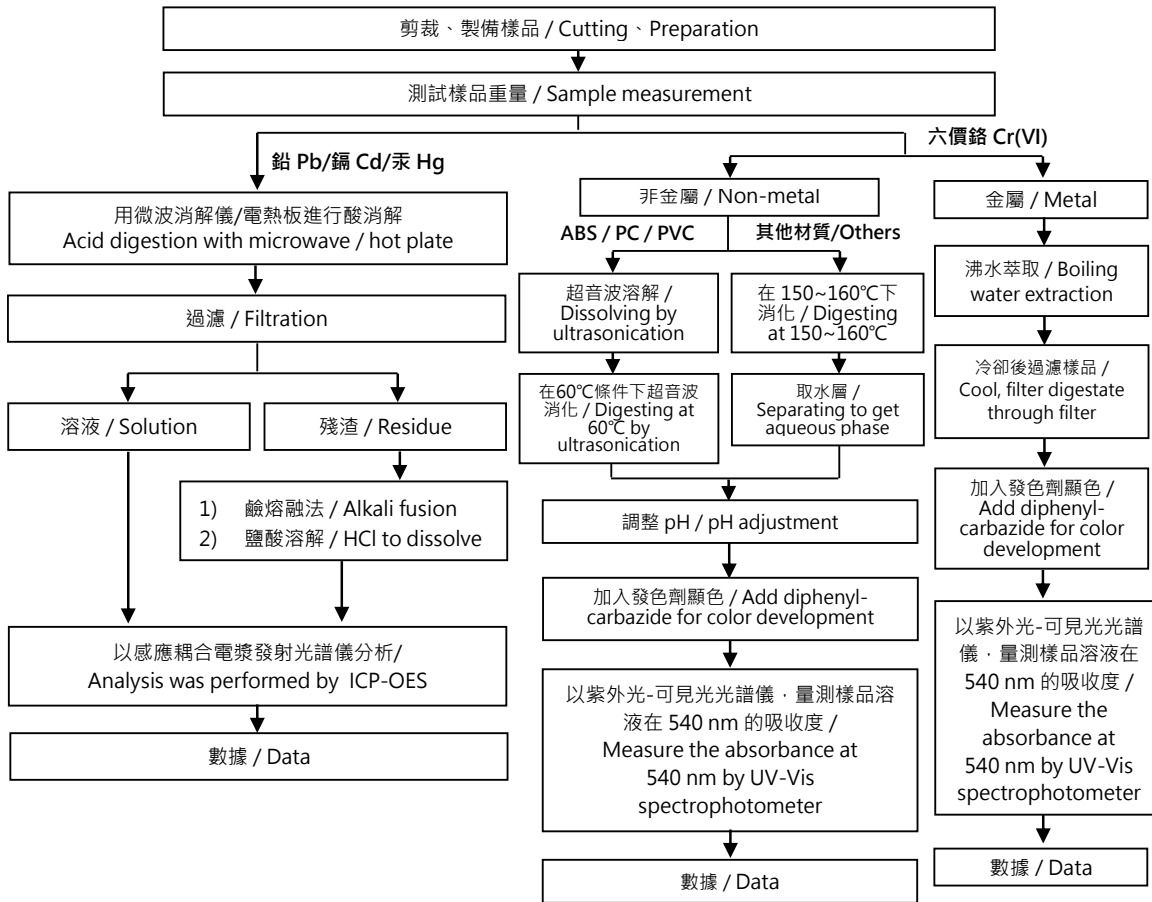 剪裁、製備樣品 / Cutting、Preparation
測試樣品重量 / Sample measurement
鉛 Pb/鎘 Cd/汞 Hg
六價鉻 Cr(VI)
用微波消解儀/電熱板進行酸消解
Acid digestion with microwave / hot plate
過濾 / Filtration
溶液 / Solution
殘渣 / Residue
1) 鹼熔融法 / Alkali fusion
2) 鹽酸溶解 / HCl to dissolve
以感應耦合電漿發射光譜儀分析/
Analysis was performed by ICP-OES
數據 / Data
非金屬 / Non-metal
ABS / PC / PVC
其他材質/Others
超音波溶解 /
Dissolving by
ultrasonication
在60℃條件下超音波
消化 / Digesting at
60℃ by
ultrasonication
在 150~160℃下
消化 / Digesting
at 150~160℃
取水層 /
Separating to get
aqueous phase
調整 pH / pH adjustment
加入發色劑顯色 / Add diphenyl-
carbazide for color development
以紫外光-可見光光譜儀，量測樣品溶
液在 540 nm 的吸收度 /
Measure the absorbance at
540 nm by UV-Vis
spectrophotometer
數據 / Data
金屬 / Metal
沸水萃取 / Boiling
water extraction
冷卻後過濾樣品 /
Cool, filter digestate
through filter
加入發色劑顯色 /
Add diphenyl-
carbazide for color
development
以紫外光-可見光光譜
儀，量測樣品溶液在
540 nm 的吸收度 /
Measure the
absorbance at
540 nm by UV-Vis
spectrophotometer
數據 / Data